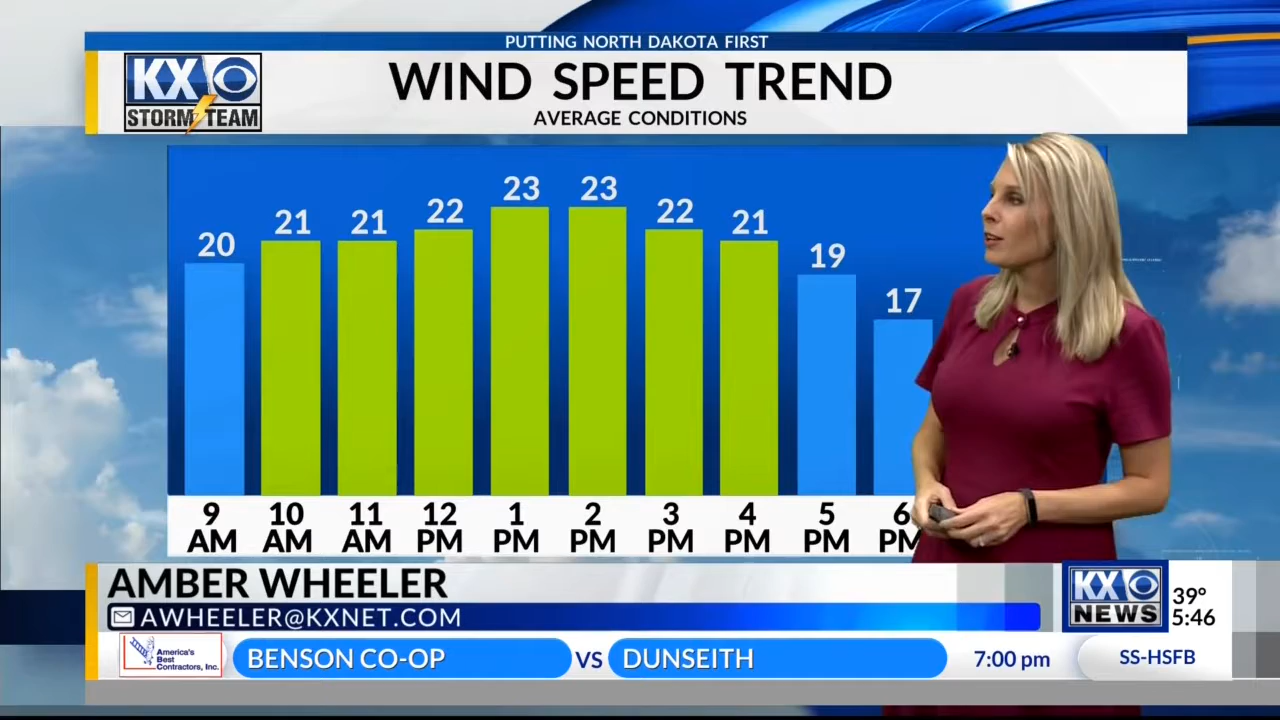 PUTTING NORTH DAKOTA FIRST
KX
STORM TEAM
WIND SPEED TREND
AVERAGE CONDITIONS
20 21 21 22 23 23 22 21 19 17
9 10 11 12 1 2 3 4 5 6
AM AM AM PM PM PM PM PM PM PM
AMBER WHEELER
AWHEELER@KXNET.COM
KX
NEWS
39°
5:46
America's
Best
Contractors, Inc.
BENSON CO-OP VS DUNSEITH 7:00 pm SS-HSFB